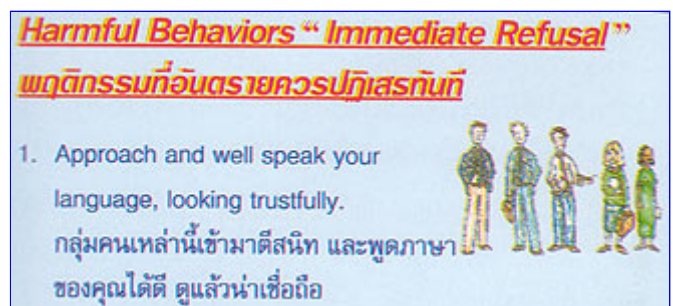 Harmful Behaviors “ Immediate Refusal”
พฤติกรรมที่อันตรายควรปฏิเสธทันที
1. Approach and well speak your
language, looking trustfully.
กลุ่มคนเหล่านี้เข้ามาตีสนิท และพูดภาษา
ของคุณได้ดี ดูแล้วน่าเชื่อถือ